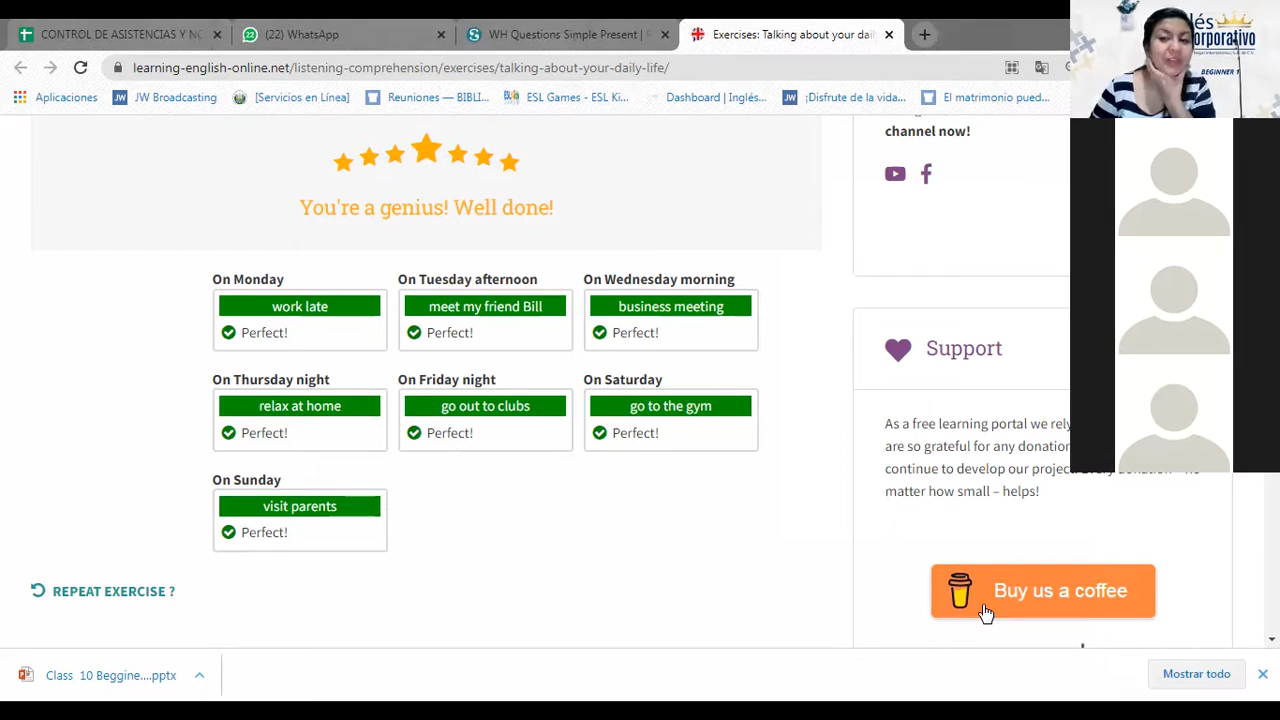 CONTROL DE ASISTENCIAS Y N
(22) WhatsApp
WH Questions Simple Present |
Exercises: Talking about your dail
learning-english-online.net/listening-comprehension/exercises/talking-about-your-daily-life/
Aplicaciones
JW Broadcasting
[Servicios en Línea]
Reuniones — BIBLI...
ESL Games - ESL Ki...
Dashboard | Inglés...
¡Disfrute de la vida...
El matrimonio pued...
lés
Corporativo
BEGINNER 1
channel now!
You're a genius! Well done!
On Monday
work late
Perfect!
On Tuesday afternoon
meet my friend Bill
Perfect!
On Wednesday morning
business meeting
Perfect!
On Thursday night
relax at home
Perfect!
On Friday night
go out to clubs
Perfect!
On Saturday
go to the gym
Perfect!
On Sunday
visit parents
Perfect!
REPEAT EXERCISE ?
Support
As a free learning portal we rely
are so grateful for any donation
continue to develop our project. Every donation – no
matter how small – helps!
Buy us a coffee
Class 10 Beggine....pptx
Mostrar todo